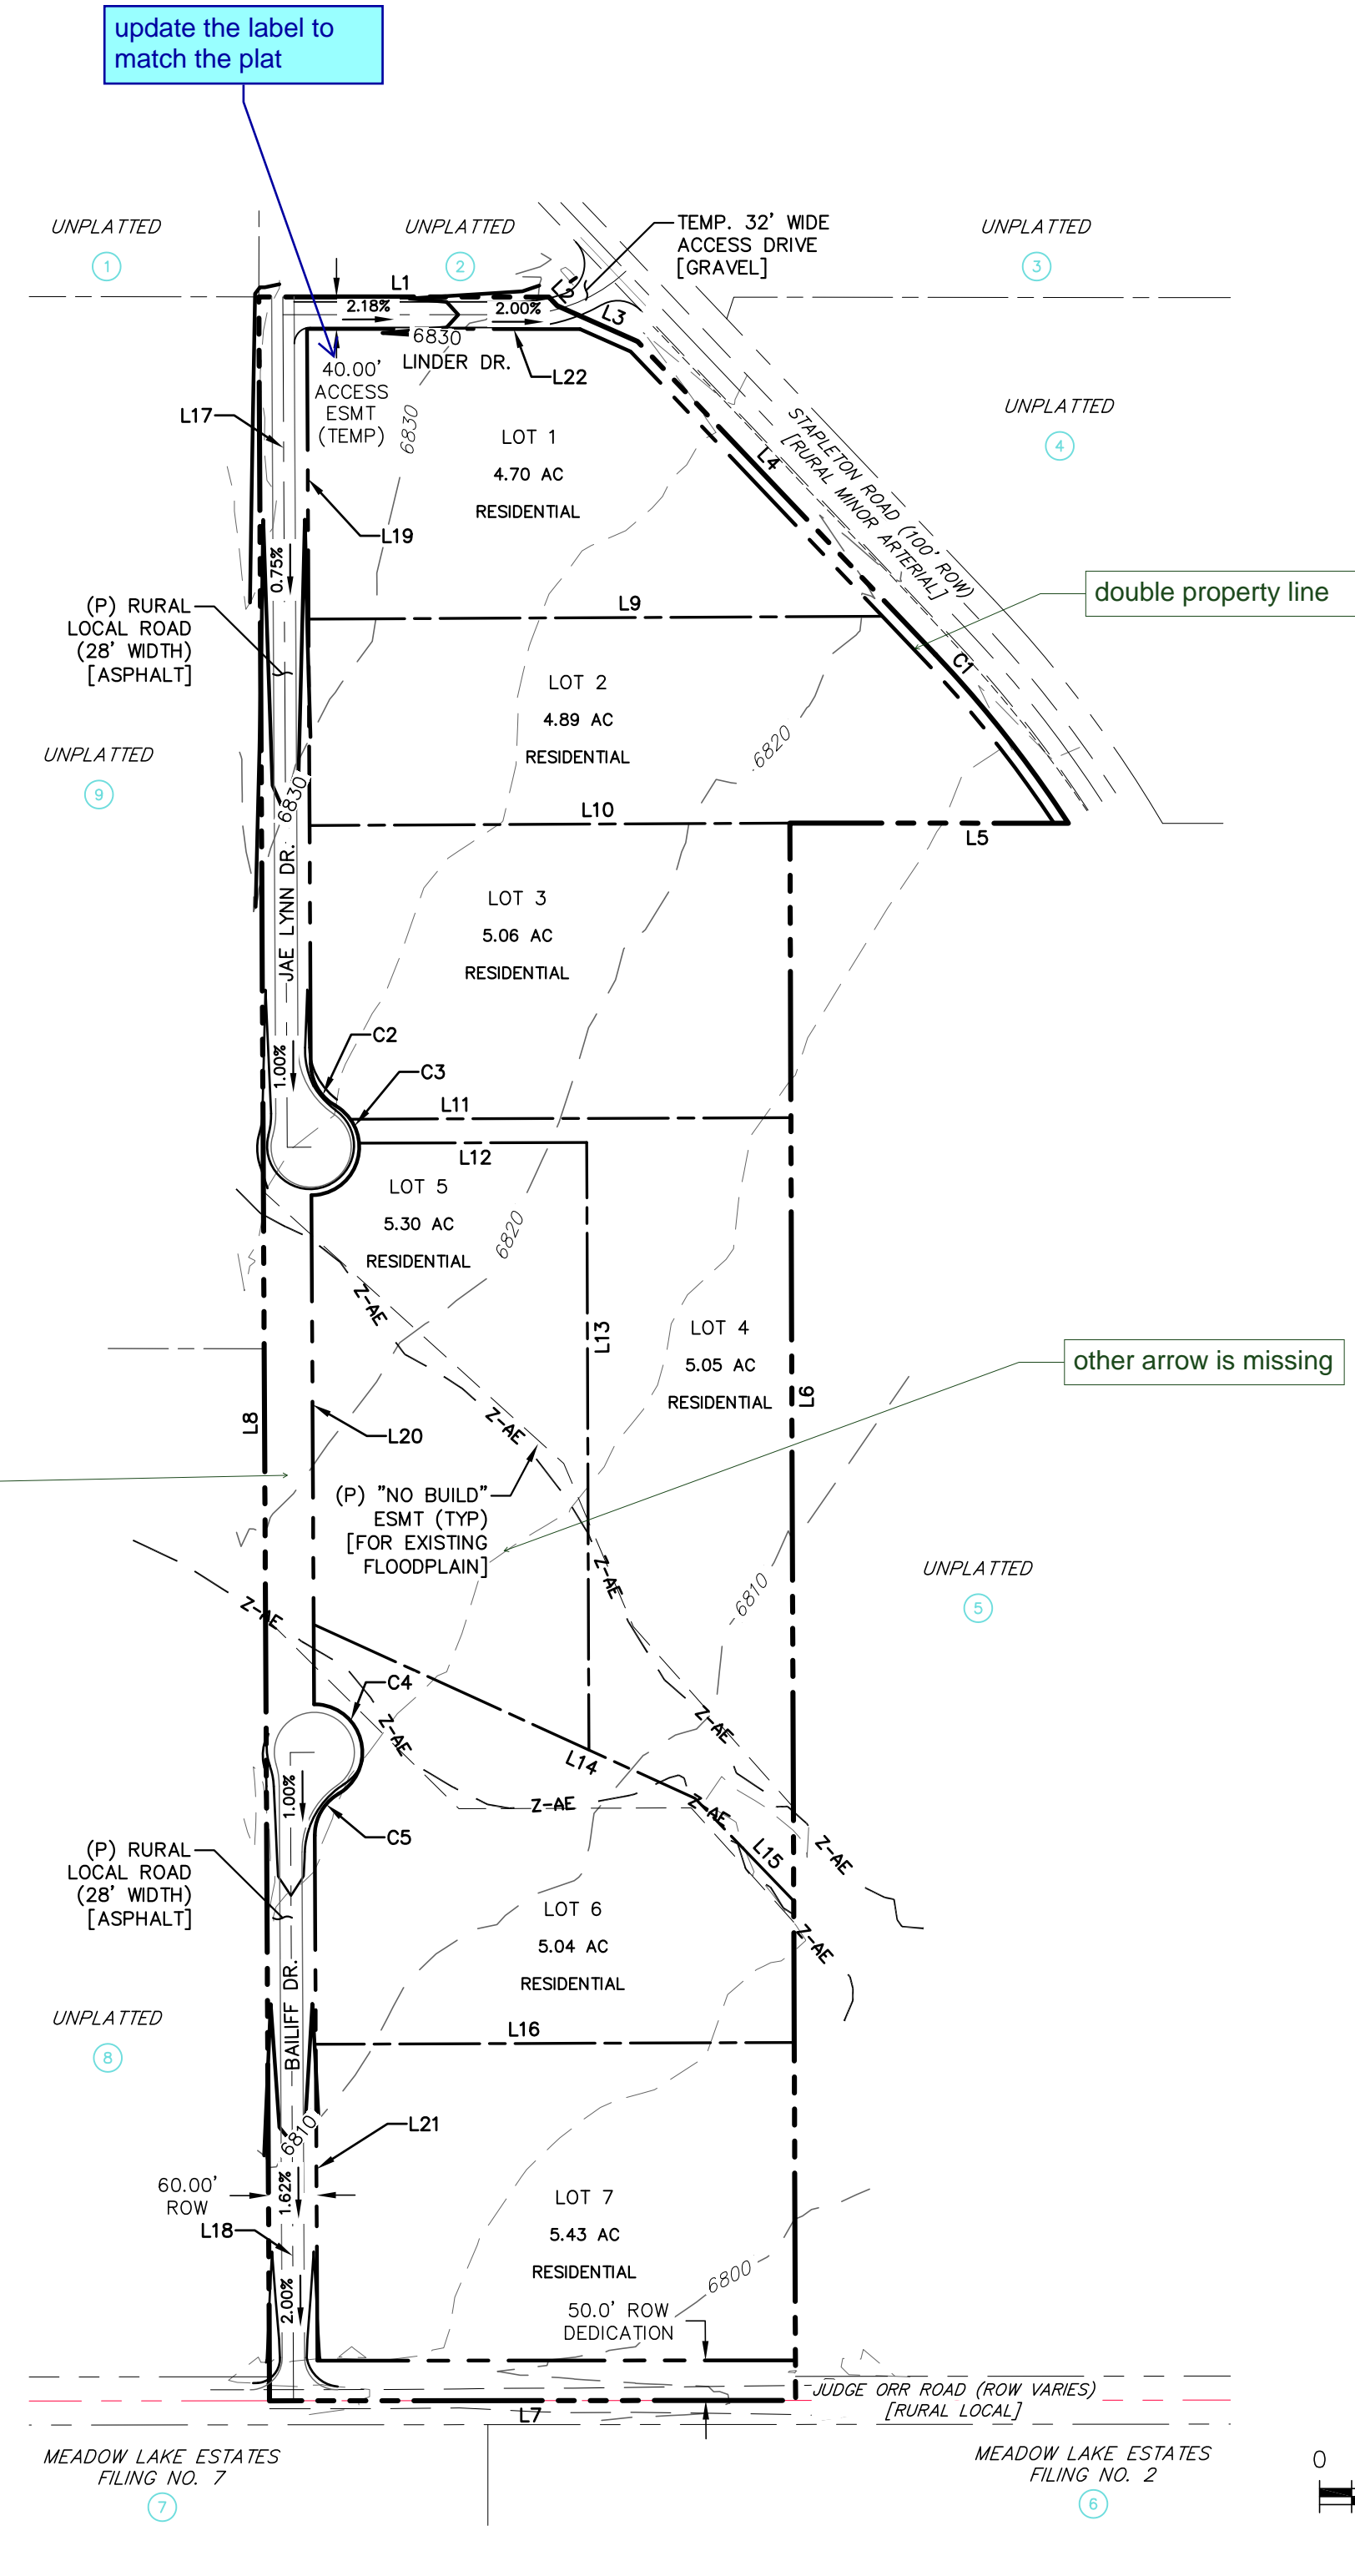 update the label to
match the plat
UNPLATTED
1
UNPLATTED
2
TEMP. 32' WIDE
ACCESS DRIVE
[GRAVEL]
UNPLATTED
3
L1
L2
L3
2.18%
2.00%
6830
LINDER DR.
L22
40.00'
ACCESS
ESMT
(TEMP)
6830
L17
UNPLATTED
4
STAPLETON ROAD (100' ROW)
[RURAL MINOR ARTERIAL]
L4
LOT 1
4.70 AC
RESIDENTIAL
L19
0.75%
double property line
(P) RURAL
LOCAL ROAD
(28' WIDTH)
[ASPHALT]
L9
C1
LOT 2
4.89 AC
RESIDENTIAL
6820
UNPLATTED
9
6830
L10
L5
JAE LYNN DR.
LOT 3
5.06 AC
RESIDENTIAL
C2
1.00%
C3
L11
L12
LOT 5
5.30 AC
RESIDENTIAL
6820
Z-AE
L13
LOT 4
5.05 AC
RESIDENTIAL
other arrow is missing
L6
L8
L20
Z-AE
(P) "NO BUILD"
ESMT (TYP)
[FOR EXISTING
FLOODPLAIN]
Z-AE
6810
UNPLATTED
5
Z-AE
C4
Z-AE
Z-AE
L14
1.00%
Z-AE
Z-AE
C5
L15
Z-AE
(P) RURAL
LOCAL ROAD
(28' WIDTH)
[ASPHALT]
LOT 6
5.04 AC
RESIDENTIAL
Z-AE
BAILIFF DR.
UNPLATTED
8
L16
6810
L21
60.00'
ROW
1.62%
L18
LOT 7
5.43 AC
RESIDENTIAL
6800
2.00%
50.0' ROW
DEDICATION
JUDGE ORR ROAD (ROW VARIES)
[RURAL LOCAL]
L7
MEADOW LAKE ESTATES
FILING NO. 7
7
MEADOW LAKE ESTATES
FILING NO. 2
6
0